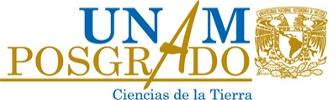 UNAM
POSGRADO
Ciencias de la Tierra